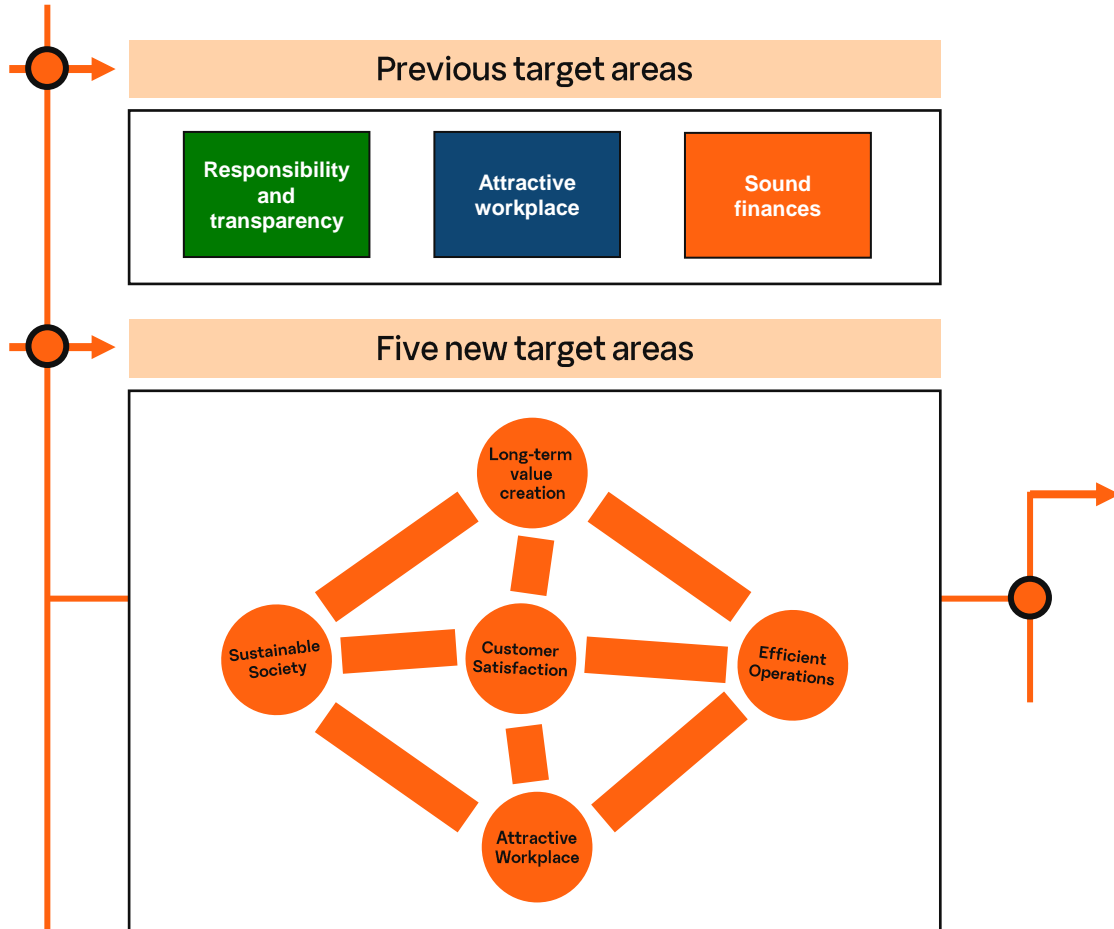 Previous target areas
Responsibility
and
transparency
Attractive
workplace
Sound
finances
Five new target areas
Long-term
value
creation
Sustainable
Society
Customer
Satisfaction
Efficient
Operations
Attractive
Workplace